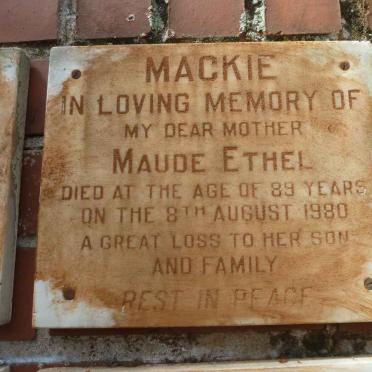 MACKIE
IN LOVING MEMORY OF
MY DEAR MOTHER
MAUDE ETHEL
DIED AT THE AGE OF 89 YEARS
ON THE 8TH AUGUST 1980
A GREAT LOSS TO HER SON
AND FAMILY
REST IN PEACE